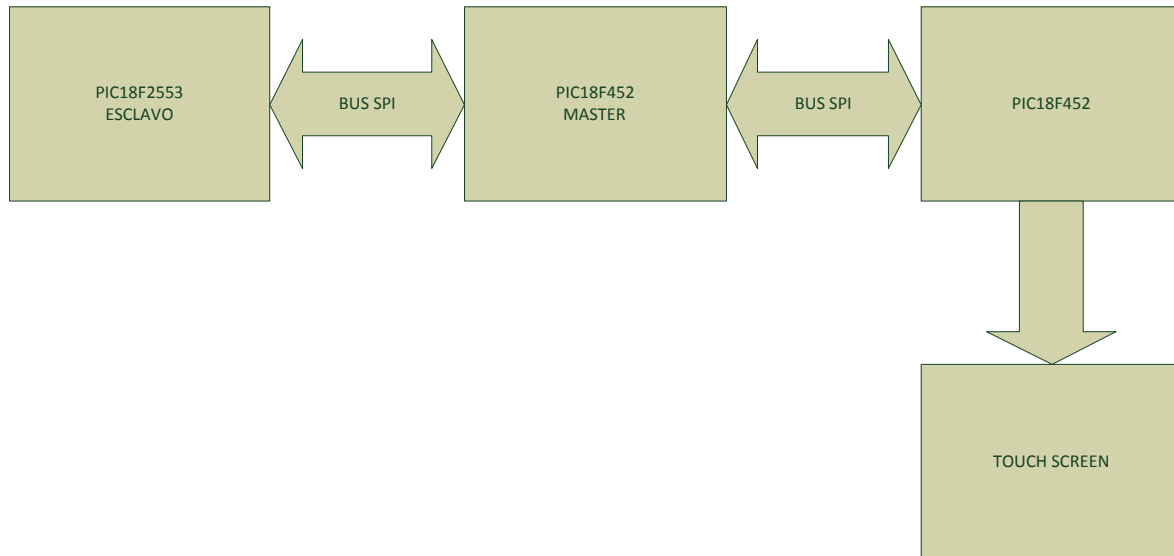 PIC18F2553
ESCLAVO
BUS SPI
PIC18F452
MASTER
BUS SPI
PIC18F452
TOUCH SCREEN